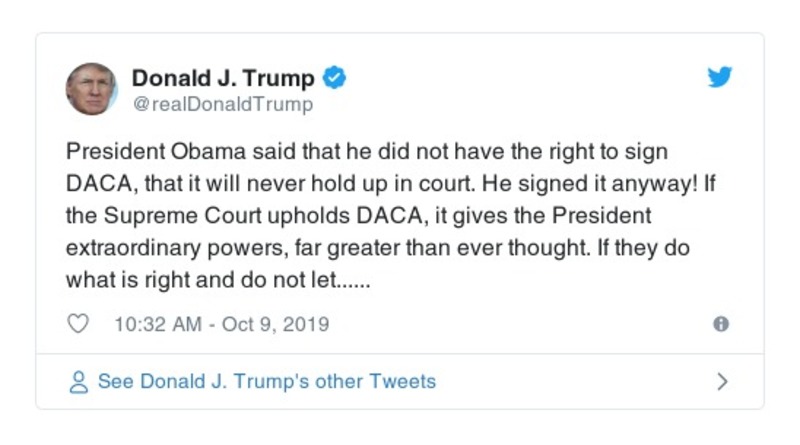 Donald J. Trump
@realDonaldTrump
President Obama said that he did not have the right to sign
DACA, that it will never hold up in court. He signed it anyway! If
the Supreme Court upholds DACA, it gives the President
extraordinary powers, far greater than ever thought. If they do
what is right and do not let......
10:32 AM - Oct 9, 2019
See Donald J. Trump's other Tweets